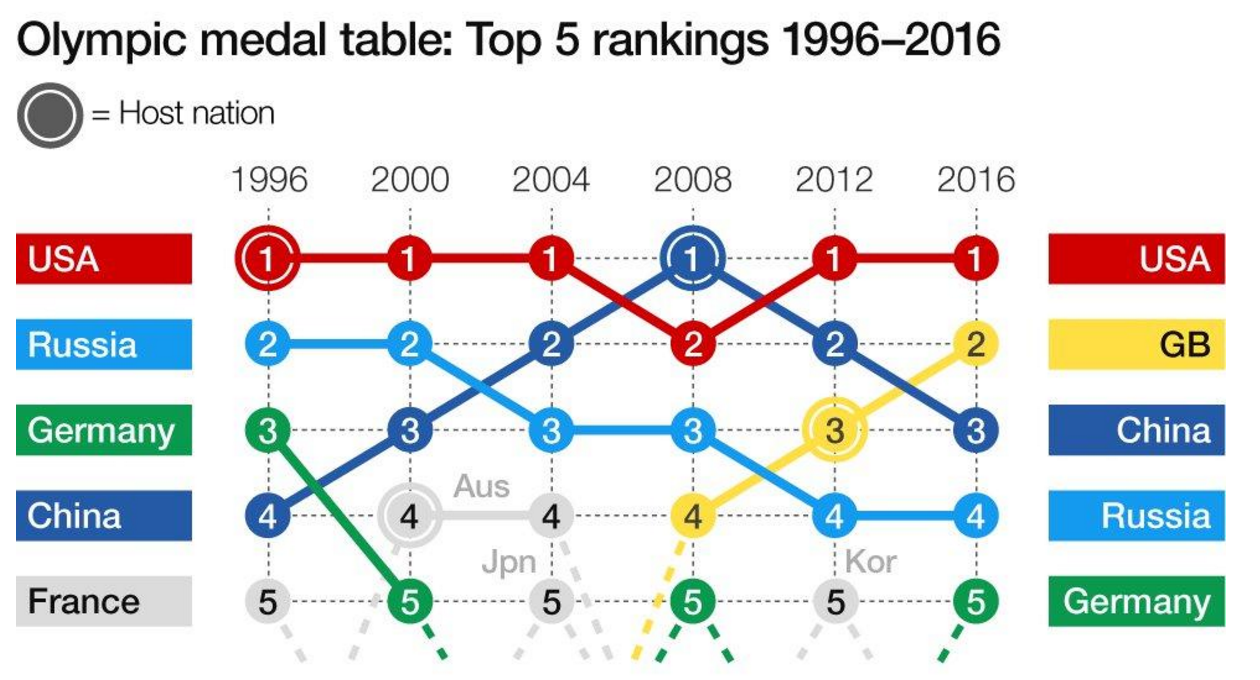 Olympic medal table: Top 5 rankings 1996–2016
= Host nation
1996 2000 2004 2008 2012 2016
USA 1 1 1 1 1 1 USA
Russia 2 2 2 2 2 2 GB
Germany 3 3 3 3 3 3 China
China 4 4 Aus 4 4 4 4 Russia
France 5 5 Jpn 5 5 5 Kor 5 Germany